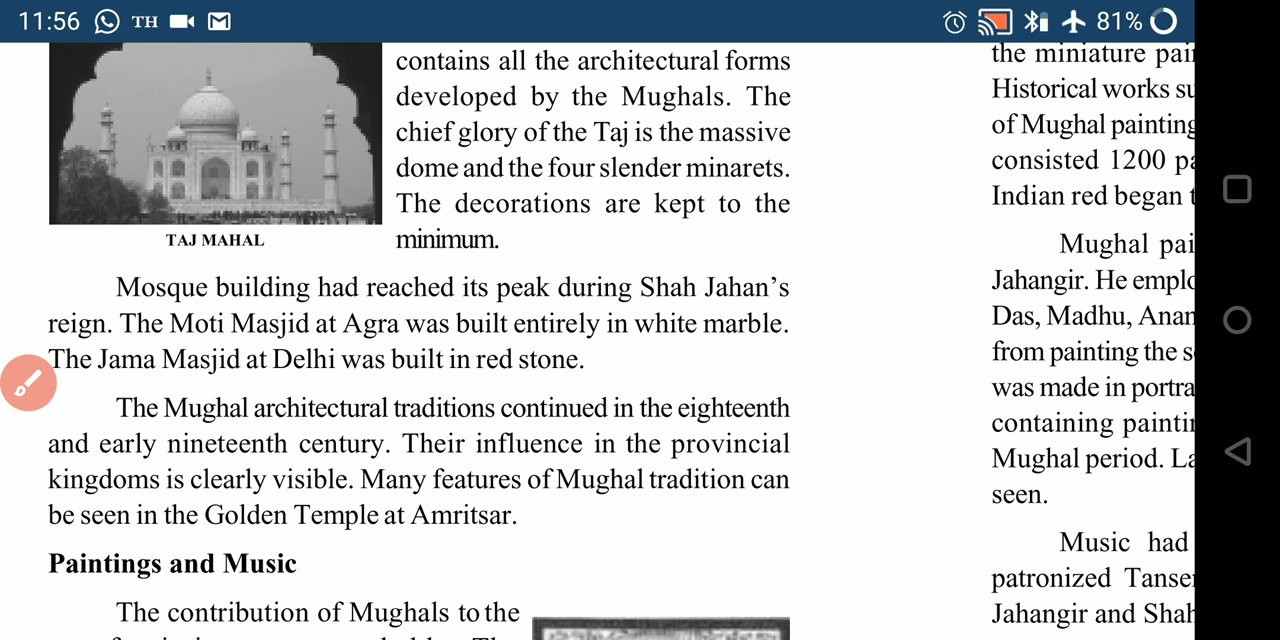 11:56 TH 81%
contains all the architectural forms
developed by the Mughals. The
chief glory of the Taj is the massive
dome and the four slender minarets.
The decorations are kept to the
minimum.
TAJ MAHAL
Mosque building had reached its peak during Shah Jahan's
reign. The Moti Masjid at Agra was built entirely in white marble.
The Jama Masjid at Delhi was built in red stone.
The Mughal architectural traditions continued in the eighteenth
and early nineteenth century. Their influence in the provincial
kingdoms is clearly visible. Many features of Mughal tradition can
be seen in the Golden Temple at Amritsar.
Paintings and Music
The contribution of Mughals to the
the miniature
Historical works
of Mughal painting
consisted 1200
Indian red began
Mughal
Jahangir. He
Das, Madhu,
from painting the
was made in
containing
Mughal period.
seen.
Music had
patronized
Jahangir and Shah